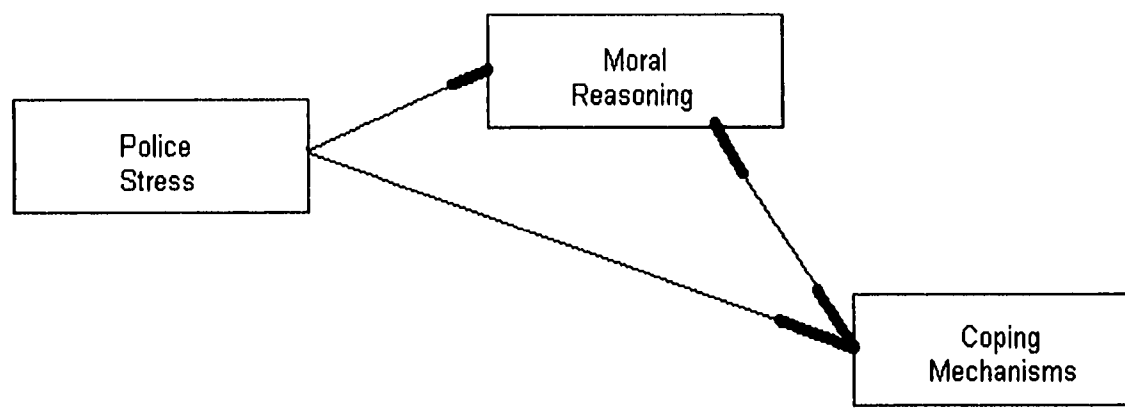 Moral
Reasoning
Police
Stress
Coping
Mechanisms